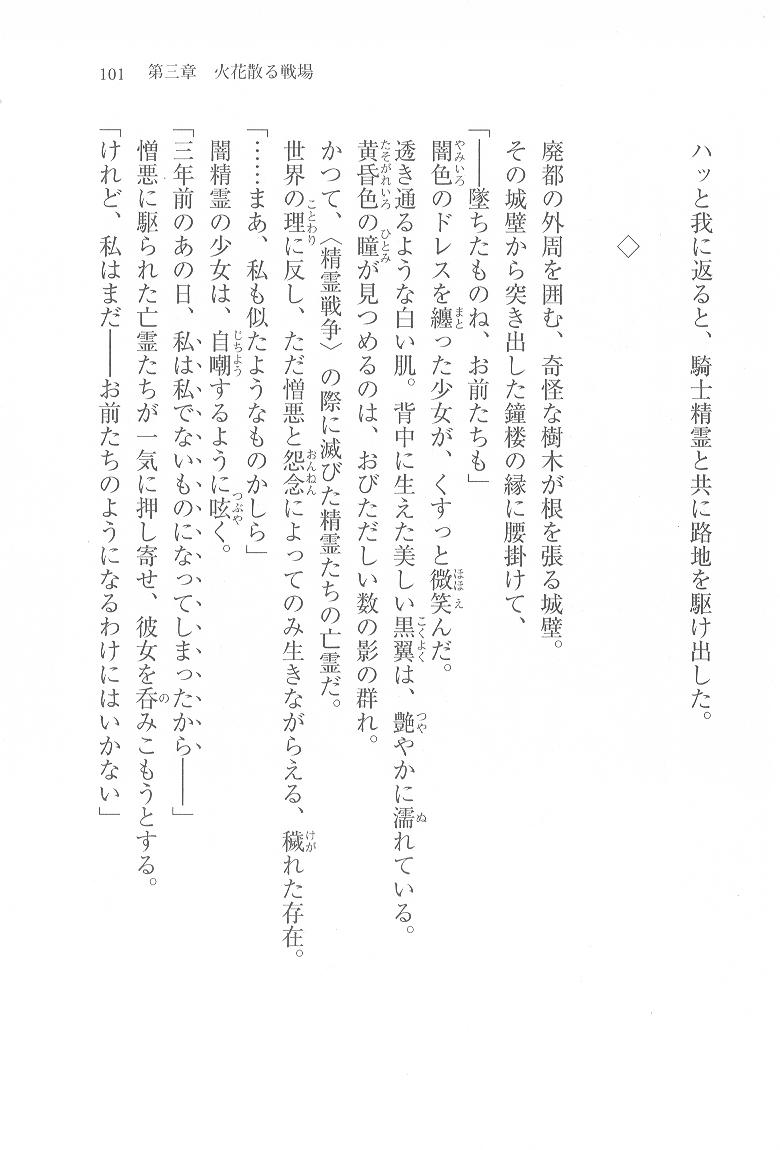 101　第三章　火花散る戦場
ハッと我に返ると、騎士精霊と共に路地を駆け出した。
◇
廃都の外周を囲む、奇怪な樹木が根を張る城壁。
その城壁から突き出した鐘楼の縁に腰掛けて、
「――墜ちたものね、お前たちも」
闇色のドレスを纏った少女が、くすっと微笑んだ。
透き通るような白い肌。背中に生えた美しい黒翼は、艶やかに濡れている。
黄昏色の瞳が見つめるのは、おびただしい数の影の群れ。
かつて、〈精霊戦争〉の際に滅びた精霊たちの亡霊だ。
世界の理に反し、ただ憎悪と怨念によってのみ生きながらえる、穢れた存在。
「……まあ、私も似たようなものかしら」
闇精霊の少女は、自嘲するように呟く。
「三年前のあの日、私は私でないものになってしまったから――」
憎悪に駆られた亡霊たちが一気に押し寄せ、彼女を呑みこもうとする。
「けれど、私はまだ――お前たちのようになるわけにはいかない」